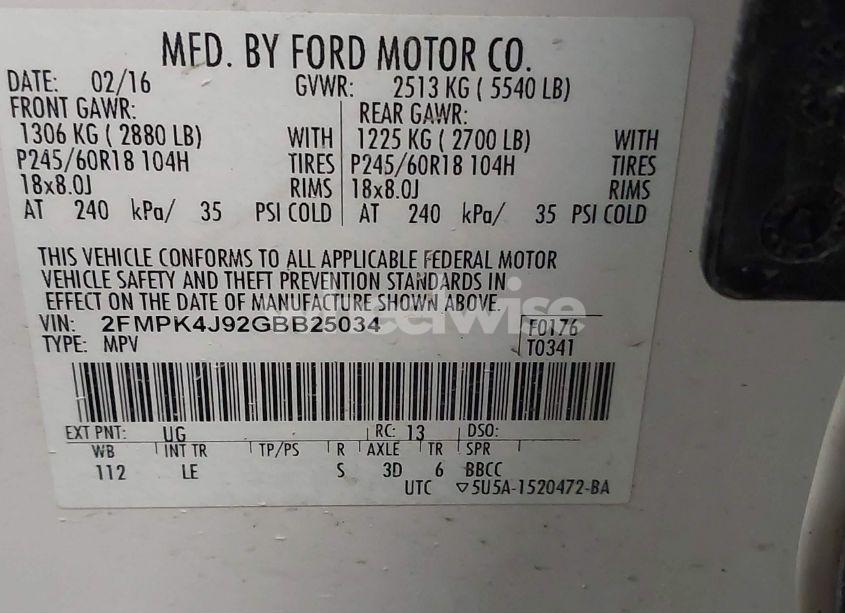 MFD. BY FORD MOTOR CO.
DATE: 02/16 GVWR: 2513 KG ( 5540 LB)
FRONT GAWR: REAR GAWR:
1306 KG ( 2880 LB) WITH 1225 KG ( 2700 LB) WITH
P245/60R18 104H TIRES P245/60R18 104H TIRES
18x8.0J RIMS 18x8.0J RIMS
AT 240 kPa/ 35 PSI COLD AT 240 kPa/ 35 PSI COLD
THIS VEHICLE CONFORMS TO ALL APPLICABLE FEDERAL MOTOR
VEHICLE SAFETY AND THEFT PREVENTION STANDARDS IN
EFFECT ON THE DATE OF MANUFACTURE SHOWN ABOVE.
VIN: 2FMPK4J92GBB25034 F0176
TYPE: MPV T0341
EXT PNT: UG RC: 13 DSO:
WB INT TR TP/PS R AXLE TR SPR
112 LE S 3D 6 BBCC
UTC ▽5U5A-1520472-BA